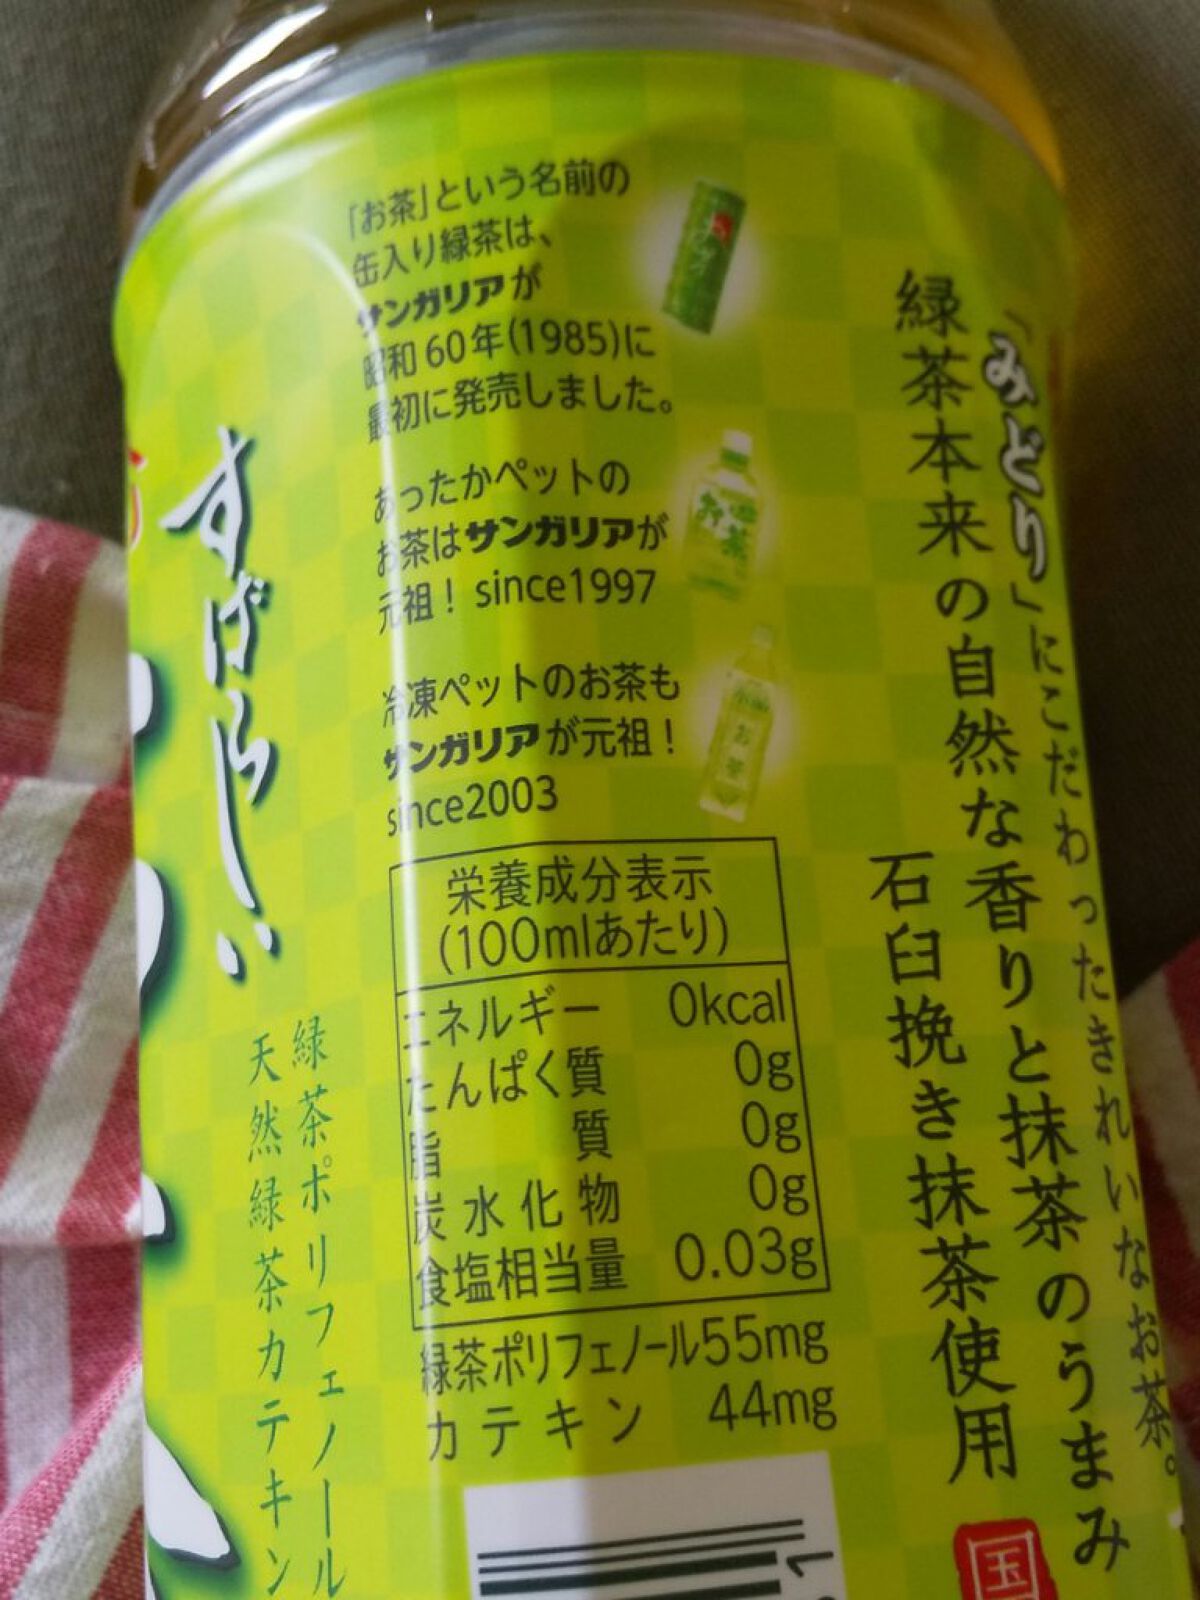 「お茶」という名前の
缶入り緑茶は、
サンガリアが
昭和60年(1985)に
最初に発売しました。
あったかペットの
お茶はサンガリアが
元祖！since1997
冷凍ペットのお茶も
サンガリアが元祖！
since2003
お茶
お茶
栄養成分表示
(100mlあたり)
エネルギー 0kcal
たんぱく質 0g
脂質 0g
炭水化物 0g
食塩相当量 0.03g
緑茶ポリフェノール55mg
カテキン 44mg
「みどり」にこだわったきれいなお茶。
緑茶本来の自然な香りと抹茶のうまみ
石臼挽き抹茶使用
国
すばらしい
緑茶ポリフェノール
天然緑茶カテキン